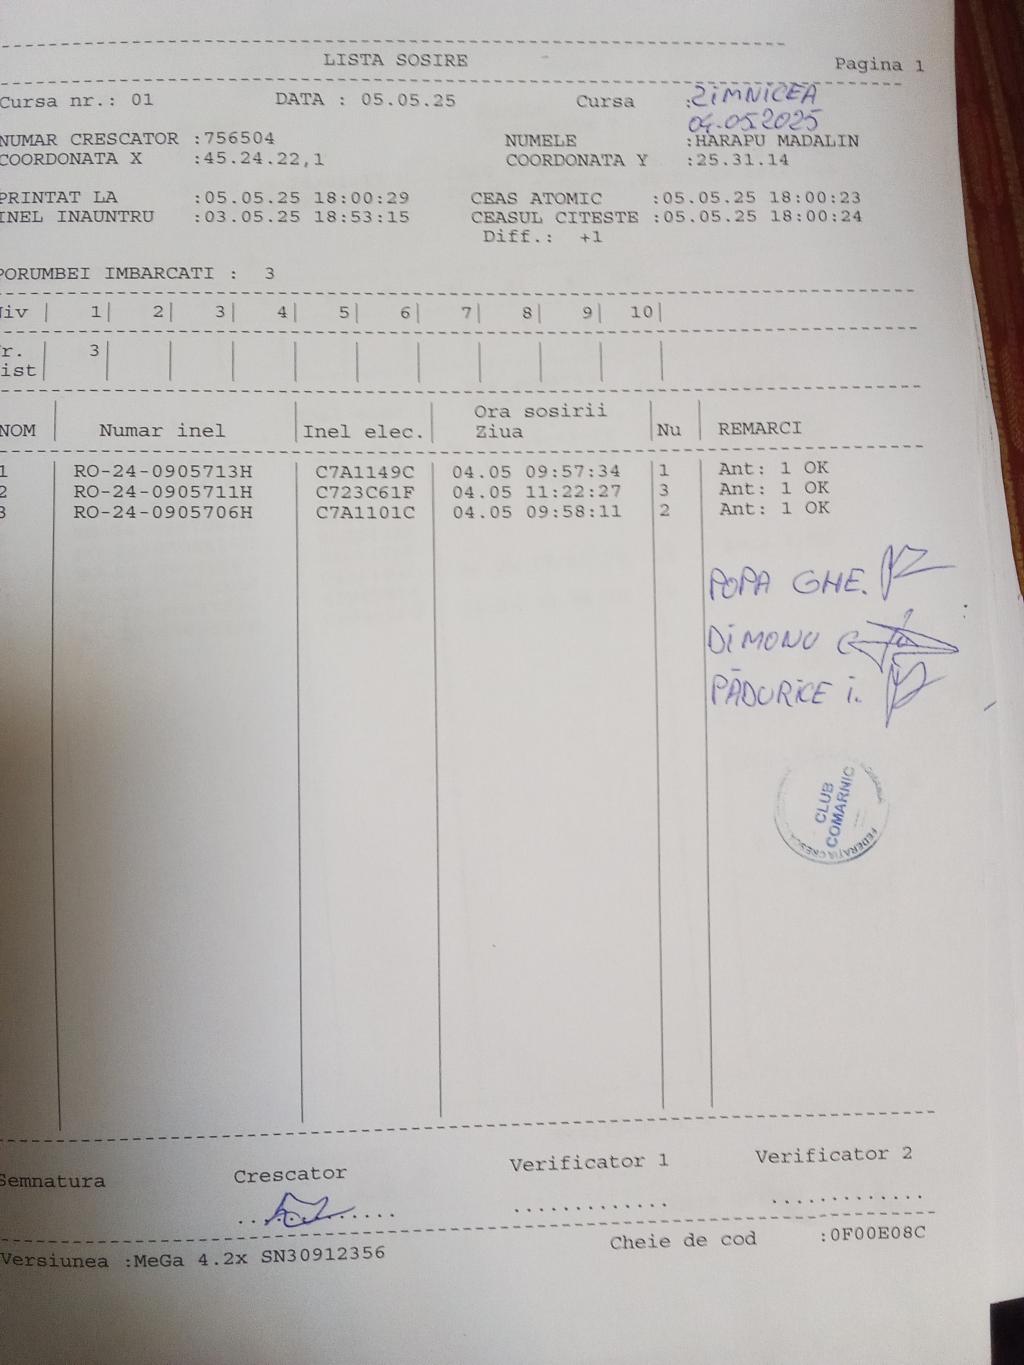 LISTA SOSIRE
Pagina 1
Cursa nr.: 01 DATA : 05.05.25 Cursa :ZIMNICEA
04.05.2025
NUMAR CRESCATOR :756504 NUMELE :HARAPU MADALIN
COORDONATA X :45.24.22,1 COORDONATA Y :25.31.14
PRINTAT LA :05.05.25 18:00:29 CEAS ATOMIC :05.05.25 18:00:23
INEL INAUNTRU :03.05.25 18:53:15 CEASUL CITESTE :05.05.25 18:00:24
Diff.: +1
PORUMBEI IMBARCATI : 3
iv | 1| 2| 3| 4| 5| 6| 7| 8| 9| 10|
r. 3
ist
Ora sosirii
NOM Numar inel Inel elec. Ziua Nu REMARCI
1 RO-24-0905713H C7A1149C 04.05 09:57:34 1 Ant: 1 OK
2 RO-24-0905711H C723C61F 04.05 11:22:27 3 Ant: 1 OK
3 RO-24-0905706H C7A1101C 04.05 09:58:11 2 Ant: 1 OK
POPA GHE.
DIMONU
PĂDURICE I.
CLUB
COMARNIC
FEDERAȚIA CRESCĂ
Semnatura Crescator Verificator 1 Verificator 2
Cheie de cod :0F00E08C
Versiunea :MeGa 4.2x SN30912356